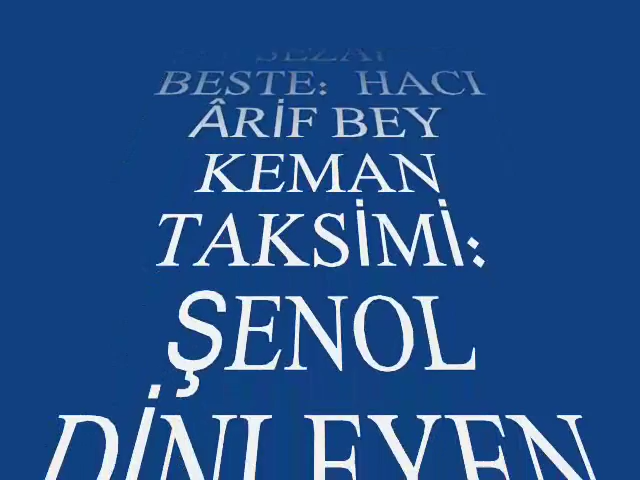 BESTE: HACI
ÂRİF BEY
KEMAN
TAKSİMİ:
ŞENOL
DİNLEYEN